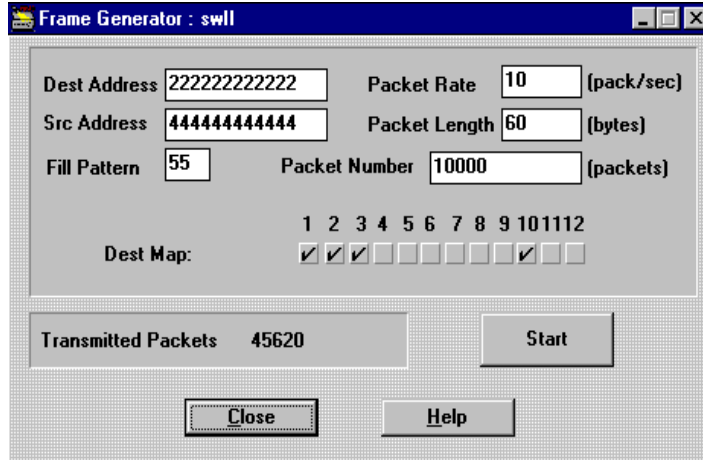 Frame Generator : swII
Dest Address 222222222222 Packet Rate 10 (pack/sec)
Src Address 444444444444 Packet Length 60 (bytes)
Fill Pattern 55 Packet Number 10000 (packets)
1 2 3 4 5 6 7 8 9 10 11 12
Dest Map:
Transmitted Packets 45620
Start
Close Help